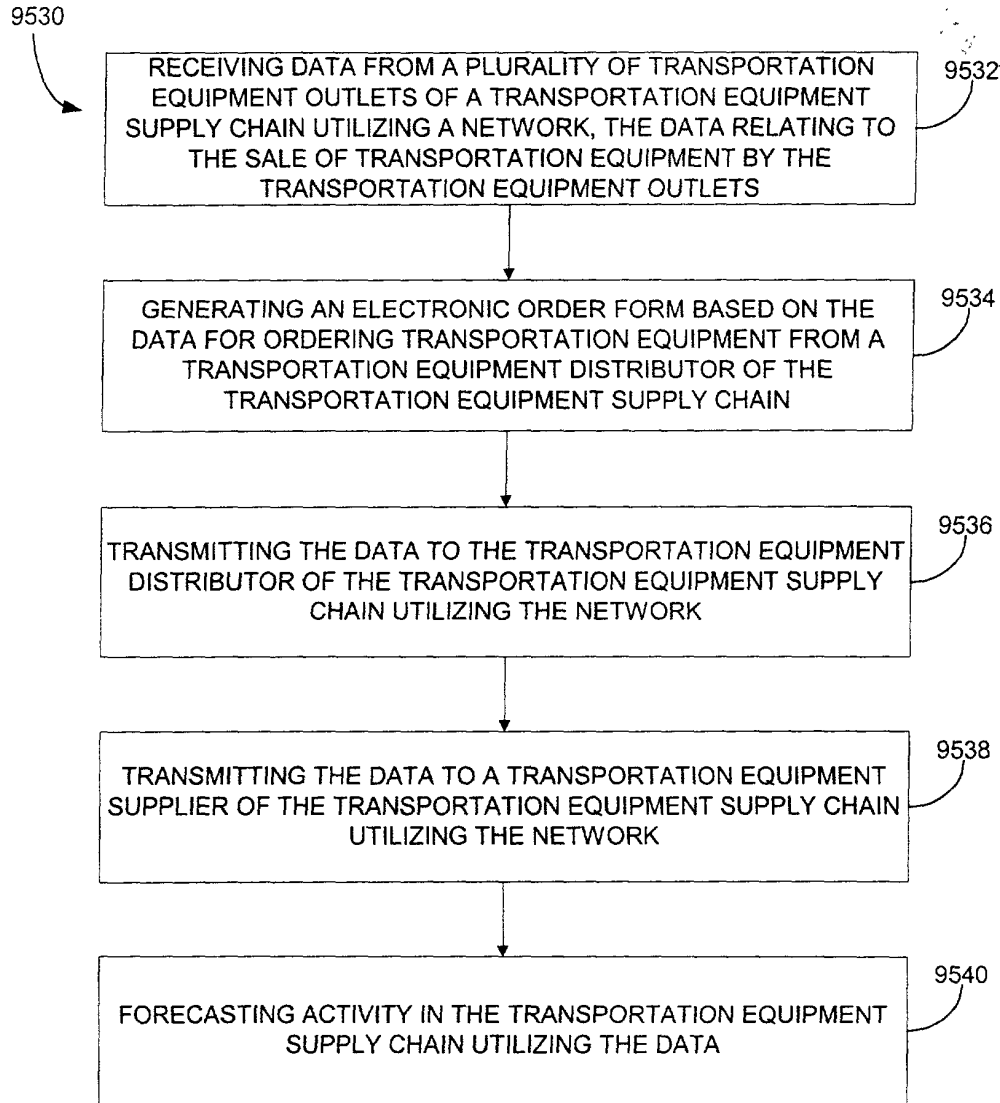 9530
RECEIVING DATA FROM A PLURALITY OF TRANSPORTATION
EQUIPMENT OUTLETS OF A TRANSPORTATION EQUIPMENT
SUPPLY CHAIN UTILIZING A NETWORK, THE DATA RELATING TO
THE SALE OF TRANSPORTATION EQUIPMENT BY THE
TRANSPORTATION EQUIPMENT OUTLETS
9532
GENERATING AN ELECTRONIC ORDER FORM BASED ON THE
DATA FOR ORDERING TRANSPORTATION EQUIPMENT FROM A
TRANSPORTATION EQUIPMENT DISTRIBUTOR OF THE
TRANSPORTATION EQUIPMENT SUPPLY CHAIN
9534
TRANSMITTING THE DATA TO THE TRANSPORTATION EQUIPMENT
DISTRIBUTOR OF THE TRANSPORTATION EQUIPMENT SUPPLY
CHAIN UTILIZING THE NETWORK
9536
TRANSMITTING THE DATA TO A TRANSPORTATION EQUIPMENT
SUPPLIER OF THE TRANSPORTATION EQUIPMENT SUPPLY CHAIN
UTILIZING THE NETWORK
9538
FORECASTING ACTIVITY IN THE TRANSPORTATION EQUIPMENT
SUPPLY CHAIN UTILIZING THE DATA
9540